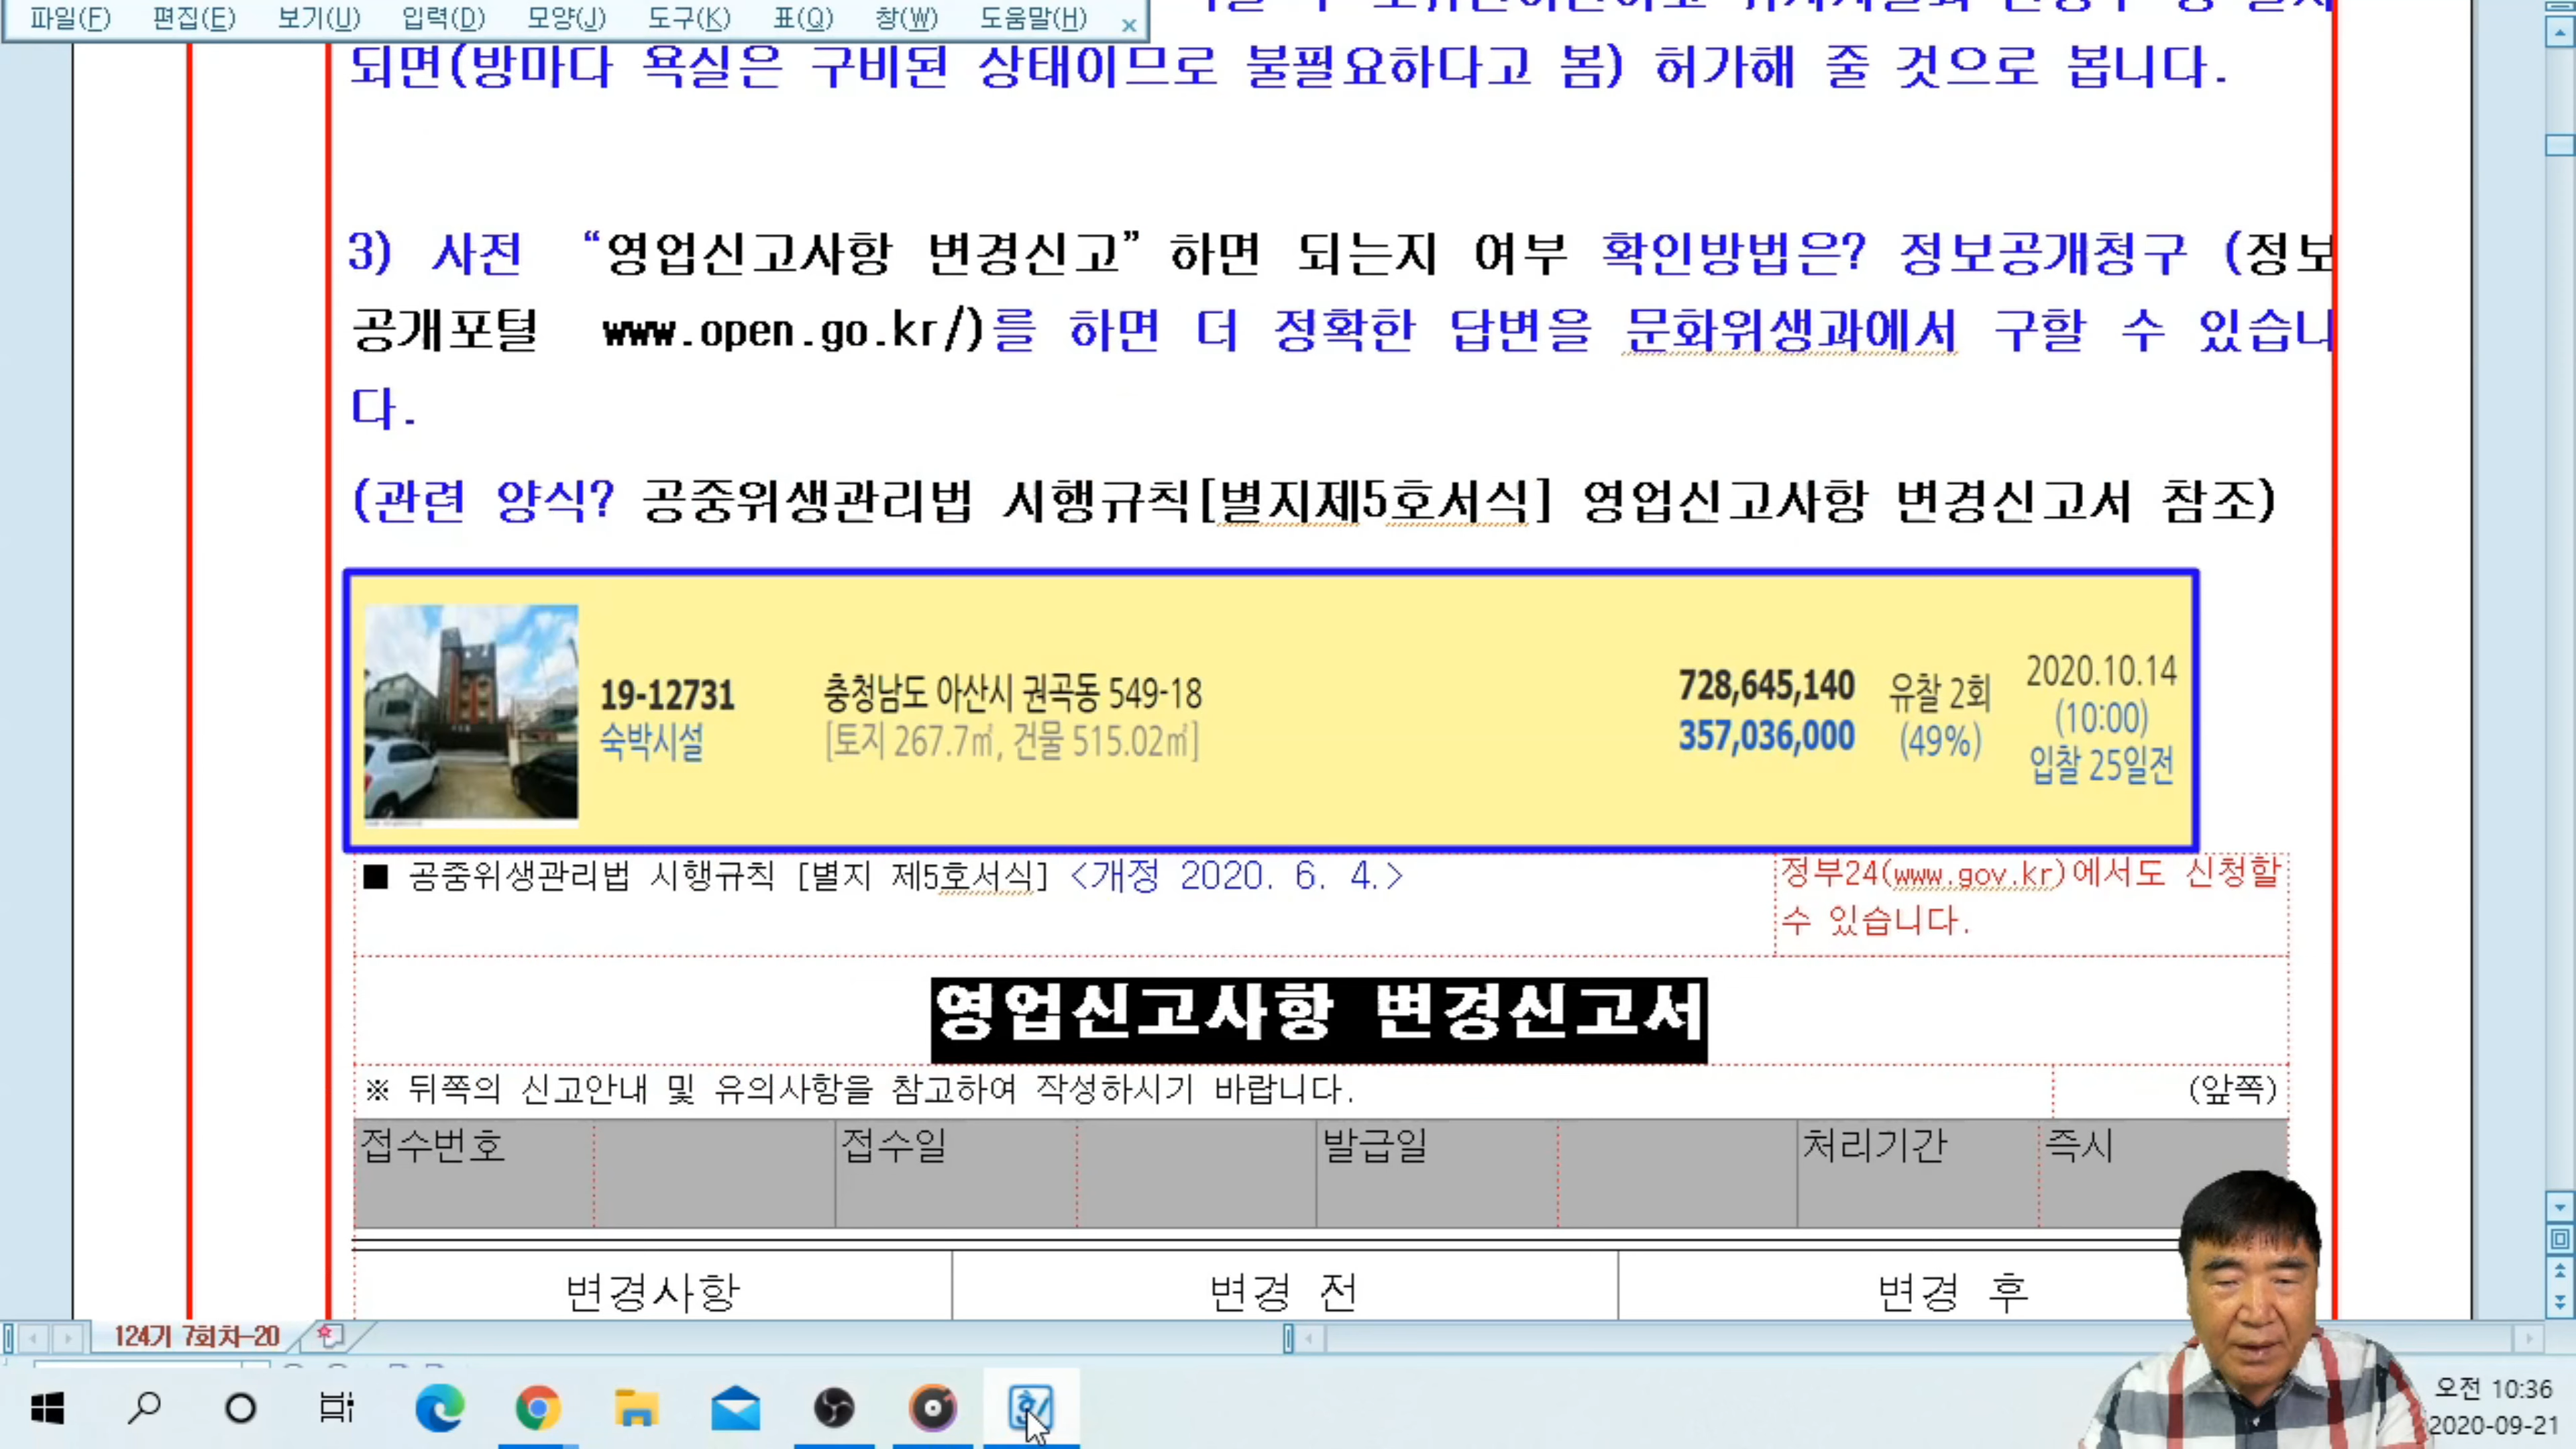 파일(F) 편집(E) 보기(U) 입력(D) 모양(J) 도구(K) 표(Q) 창(W) 도움말(H)
되면(방마다 욕실은 구비된 상태이므로 불필요하다고 봄) 허가해 줄 것으로 봅니다.
3) 사전 “영업신고사항 변경신고” 하면 되는지 여부 확인방법은? 정보공개청구 (정보
공개포털 www.open.go.kr/)를 하면 더 정확한 답변을 문화위생과에서 구할 수 있습니
다.
(관련 양식? 공중위생관리법 시행규칙[별지제5호서식] 영업신고사항 변경신고서 참조)
19-12731 충청남도 아산시 권곡동 549-18 728,645,140 유찰 2회 2020.10.14
숙박시설 [토지 267.7㎡, 건물 515.02㎡] 357,036,000 (49%) (10:00)
입찰 25일전
■ 공중위생관리법 시행규칙 [별지 제5호서식] <개정 2020. 6. 4.> 정부24(www.gov.kr)에서도 신청할
수 있습니다.
영업신고사항 변경신고서
※ 뒤쪽의 신고안내 및 유의사항을 참고하여 작성하시기 바랍니다. (앞쪽)
접수번호 접수일 발급일 처리기간 즉시
변경사항 변경 전 변경 후
124기 7회차-20
오전 10:36
2020-09-21